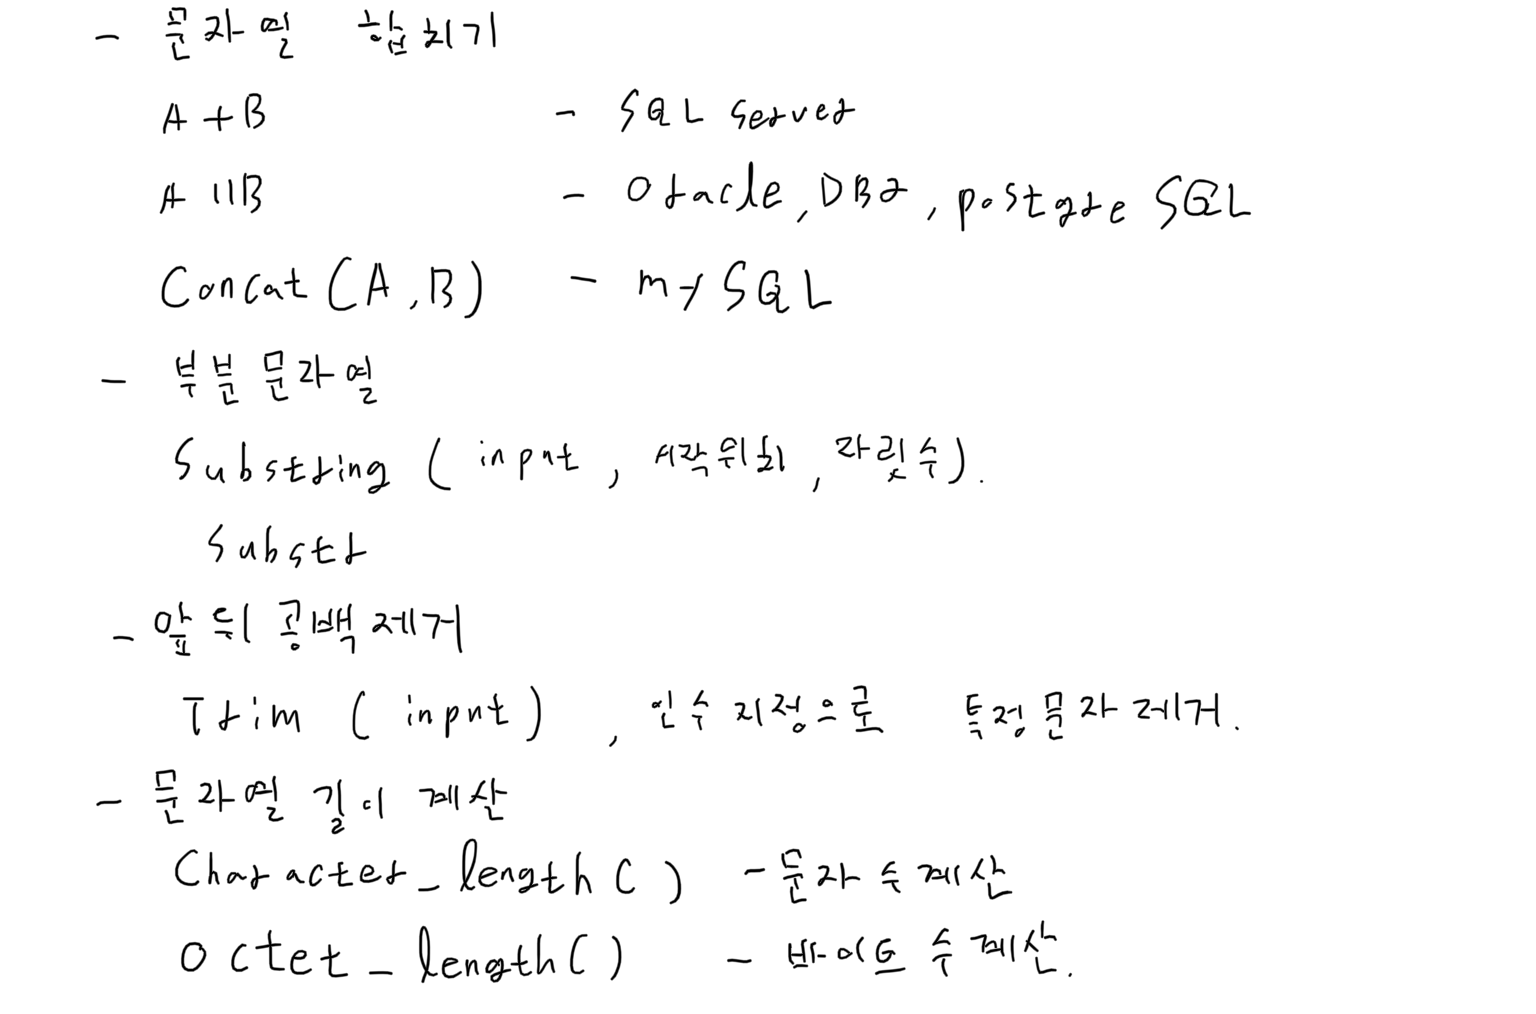 - 문자열 합치기
A + B - SQL Server
A || B - Oracle, DB2, postgre SQL
Concat (A, B) - mySQL
- 부분 문자열
Substring ( input, 시작위치, 자릿수).
Substr
- 앞뒤 공백제거
Trim ( input ), 인수 지정으로 특정문자제거.
- 문자열 길이 계산
Character_length( ) - 문자 수 계산
Octet_length( ) - 바이트 수 계산.